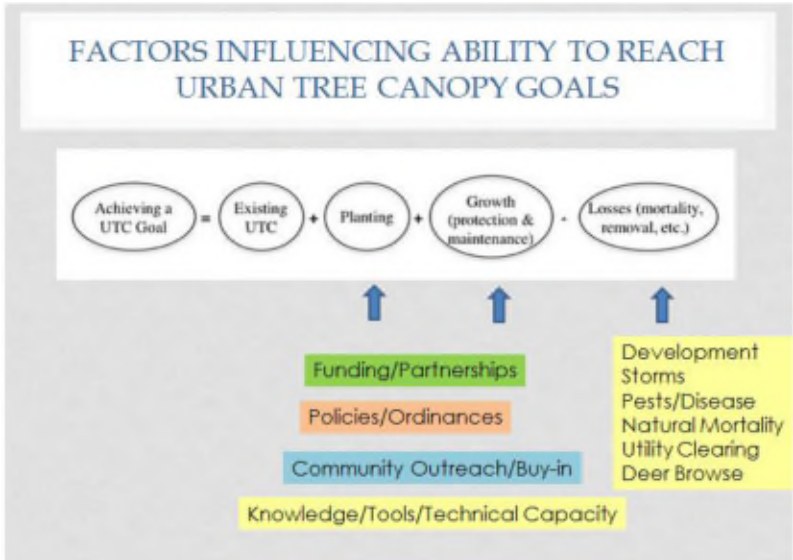 FACTORS INFLUENCING ABILITY TO REACH
URBAN TREE CANOPY GOALS
Achieving a
UTC Goal
=
Existing
UTC
+
Planting
+
Growth
(protection &
maintenance)
-
Losses (mortality,
removal, etc.)
Funding/Partnerships
Policies/Ordinances
Community Outreach/Buy-in
Knowledge/Tools/Technical Capacity
Development
Storms
Pests/Disease
Natural Mortality
Utility Clearing
Deer Browse